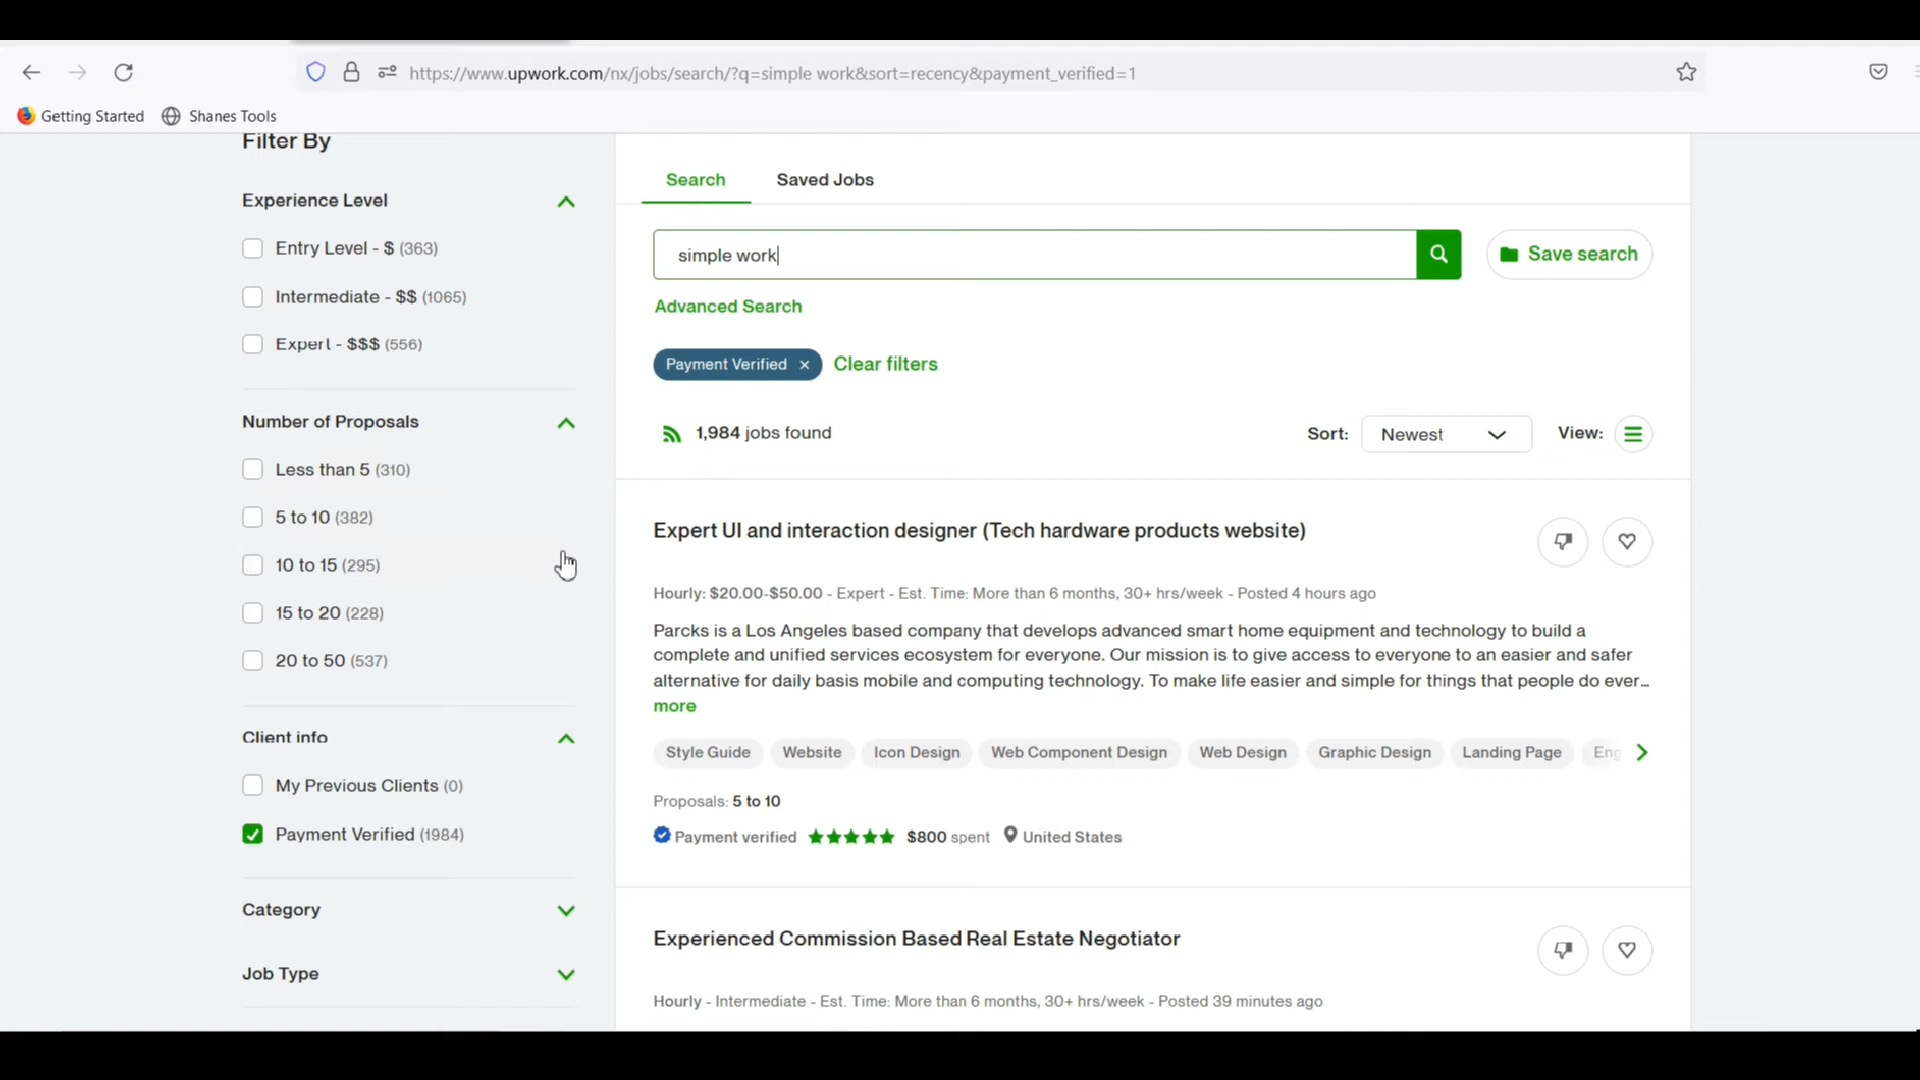 https://www.upwork.com/nx/jobs/search/?q=simple work&sort=recency&payment_verified=1
Getting Started
Shanes Tools
Filter By
Experience Level
Entry Level - $ (363)
Intermediate - $$ (1065)
Expert - $$$ (556)
Number of Proposals
Less than 5 (310)
5 to 10 (382)
10 to 15 (295)
15 to 20 (228)
20 to 50 (537)
Client info
My Previous Clients (0)
Payment Verified (1984)
Category
Job Type
Search
Saved Jobs
simple work
Save search
Advanced Search
Payment Verified ×
Clear filters
1,984 jobs found
Sort:
Newest
View:
Expert UI and interaction designer (Tech hardware products website)
Hourly: $20.00-$50.00 - Expert - Est. Time: More than 6 months, 30+ hrs/week - Posted 4 hours ago
Parcks is a Los Angeles based company that develops advanced smart home equipment and technology to build a
complete and unified services ecosystem for everyone. Our mission is to give access to everyone to an easier and safer
alternative for daily basis mobile and computing technology. To make life easier and simple for things that people do ever...
more
Style Guide
Website
Icon Design
Web Component Design
Web Design
Graphic Design
Landing Page
Eng
Proposals: 5 to 10
Payment verified
$800 spent
United States
Experienced Commission Based Real Estate Negotiator
Hourly - Intermediate - Est. Time: More than 6 months, 30+ hrs/week - Posted 39 minutes ago